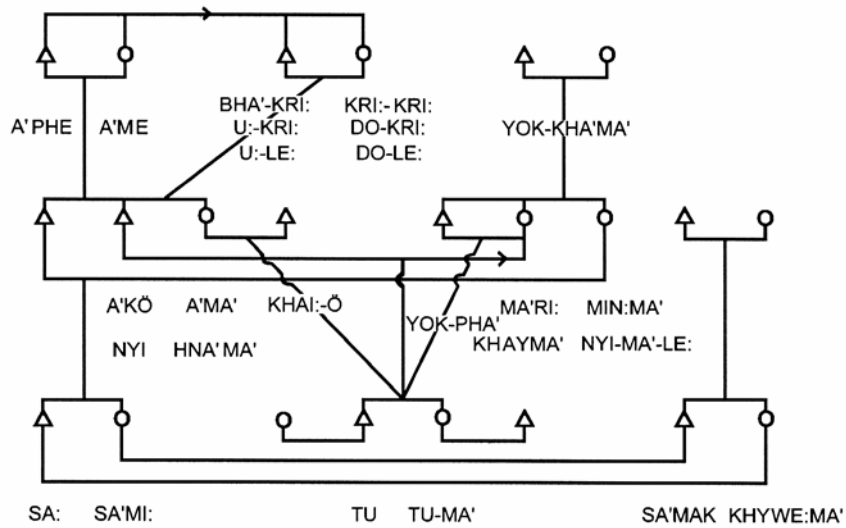 BHA'-KRI: KRI:-KRI:
A'PHE A'ME U:-KRI: DO-KRI: YOK-KHA'MA'
U:-LE: DO-LE:
A'KÖ A'MA' KHAI:-Ö MA'RI: MIN:MA'
YOK-PHA'
NYI HNA'MA' KHAYMA' NYI-MA'-LE:
SA: SA'MI: TU TU-MA' SA'MAK KHYWE:MA'